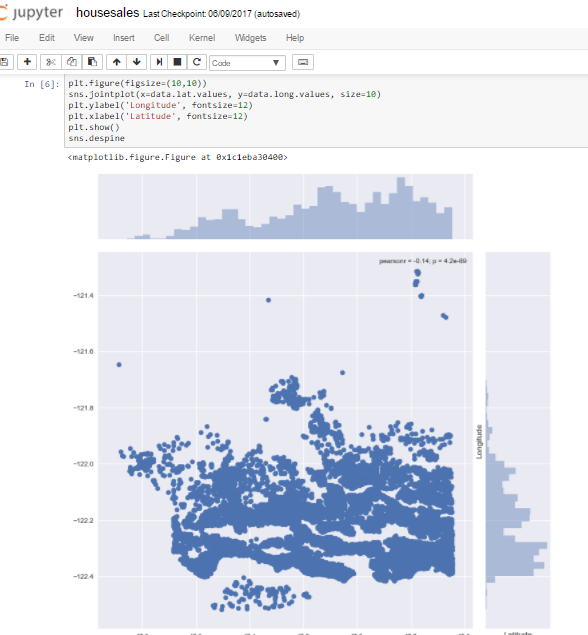 jupyter housesales Last Checkpoint: 06/09/2017 (autosaved)
File Edit View Insert Cell Kernel Widgets Help
Code
In [6]: plt.figure(figsize=(10,10))
sns.jointplot(x=data.lat.values, y=data.long.values, size=10)
plt.ylabel('Longitude', fontsize=12)
plt.xlabel('Latitude', fontsize=12)
plt.show()
sns.despine
<matplotlib.figure.Figure at 0x1c1eba30400>
pearsonr = -0.14; p = 4.2e-89
-121.4
-121.6
-121.8
-122.0
-122.2
-122.4
Longitude
Latitude